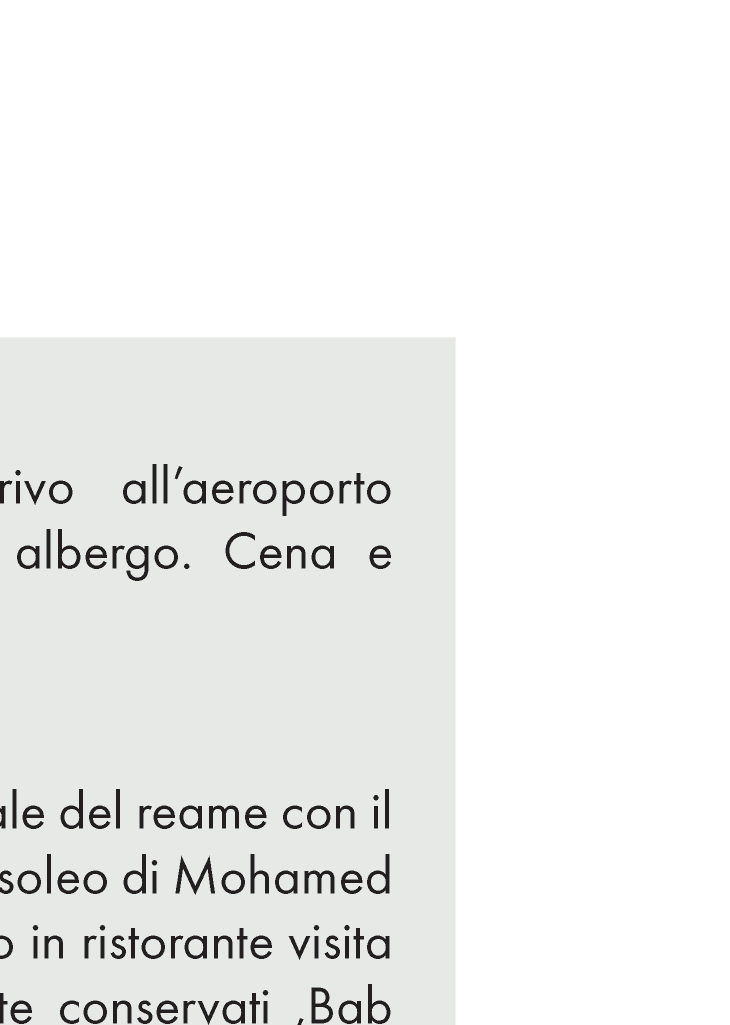 rivo all’aeroporto
albergo. Cena e
ale del reame con il
soleo di Mohamed
o in ristorante visita
te conservati ,Bab